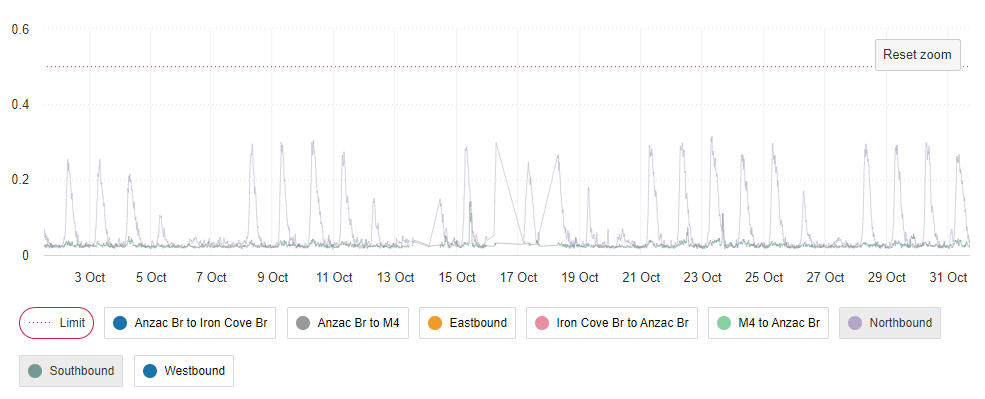 0.6
Reset zoom
0.4
0.2
0
3 Oct 5 Oct 7 Oct 9 Oct 11 Oct 13 Oct 15 Oct 17 Oct 19 Oct 21 Oct 23 Oct 25 Oct 27 Oct 29 Oct 31 Oct
Limit Anzac Br to Iron Cove Br Anzac Br to M4 Eastbound Iron Cove Br to Anzac Br M4 to Anzac Br Northbound
Southbound Westbound